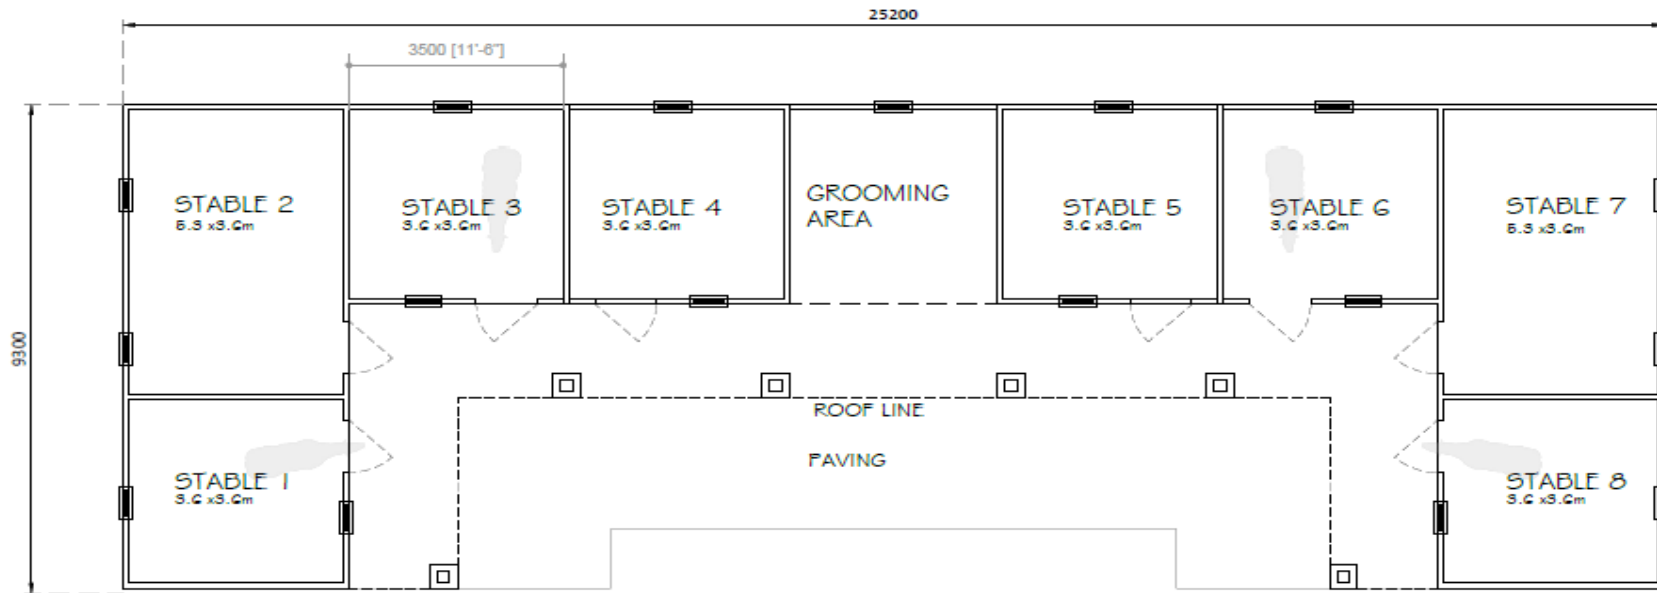 25200
3500 [11'-6"]
9300
STABLE 2
5.3 x3.6m
STABLE 3
3.6 x3.6m
STABLE 4
3.6 x3.6m
GROOMING
AREA
STABLE 5
3.6 x3.6m
STABLE 6
3.6 x3.6m
STABLE 7
5.3 x3.6m
ROOF LINE
PAVING
STABLE 1
3.6 x3.6m
STABLE 8
3.6 x3.6m